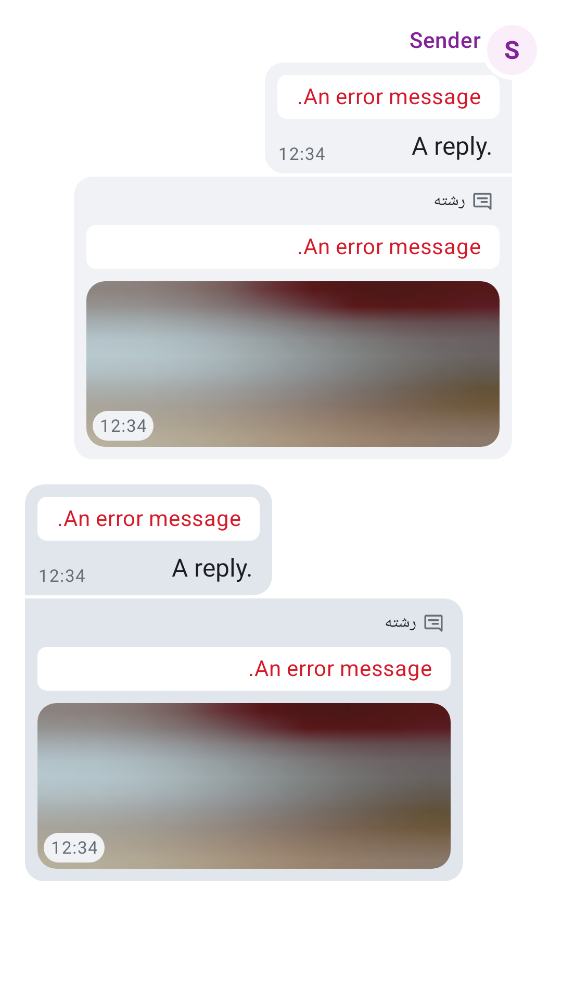 Sender
S
.An error message
A reply.
12:34
رشته
.An error message
12:34
.An error message
A reply.
12:34
رشته
.An error message
12:34